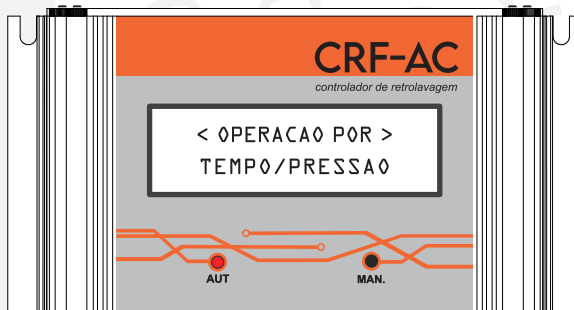 CRF-AC
controlador de retrolavagem
< OPERACAO POR >
TEMPO/PRESSAO
AUT
MAN.